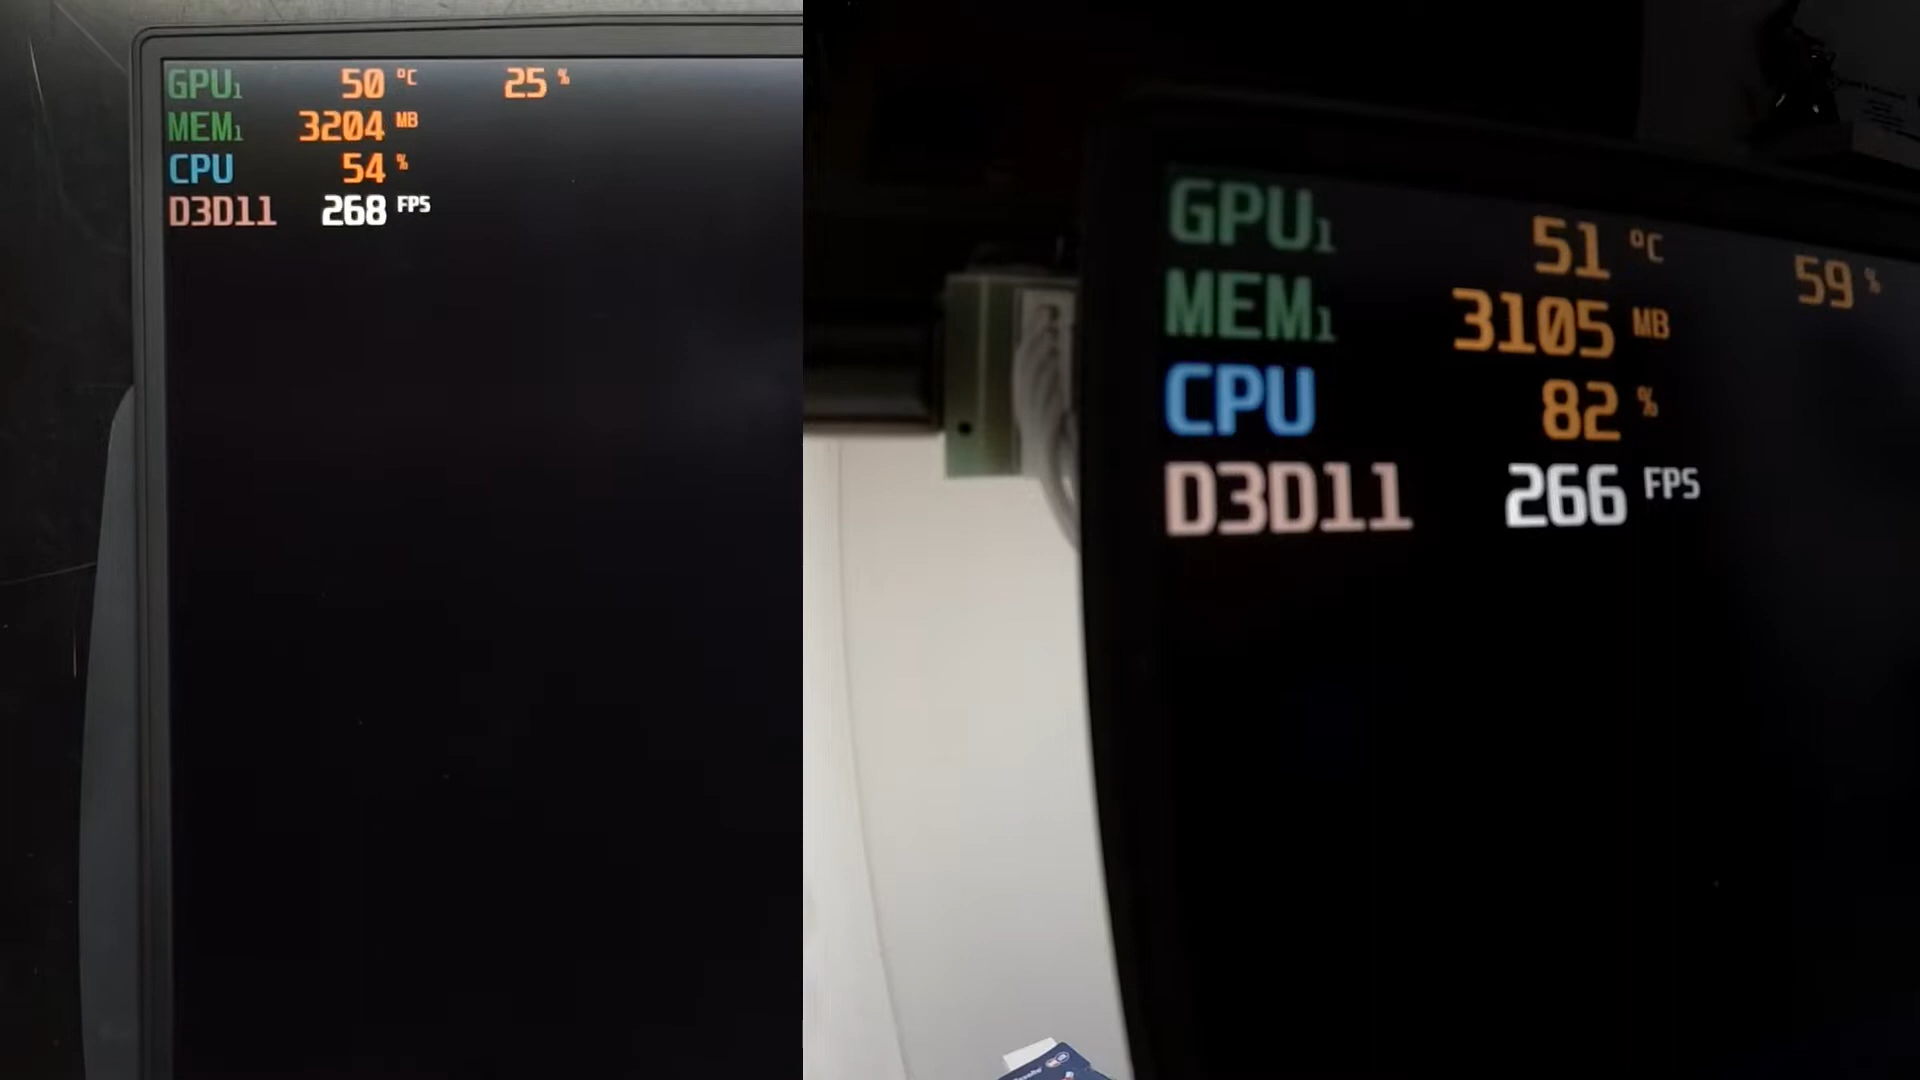 GPU1 50 °C 25 %
MEM1 3204 MB
CPU 54 %
D3D11 268 FPS
GPU1 51 °C 59 %
MEM1 3105 MB
CPU 82 %
D3D11 266 FPS